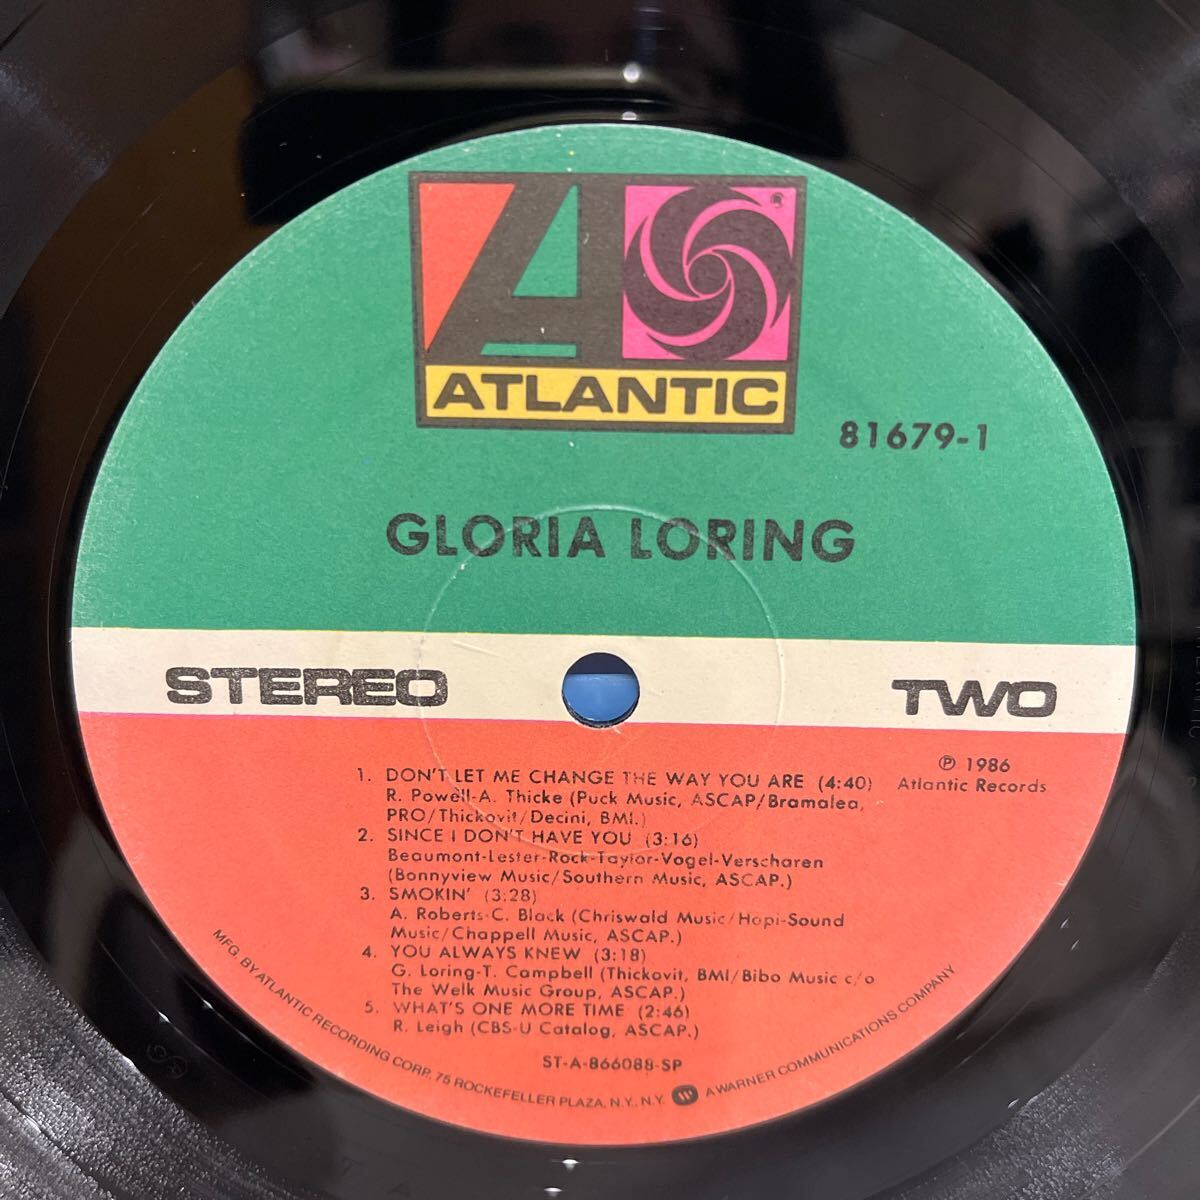 ATLANTIC
81679-1
GLORIA LORING
STEREO
TWO
℗ 1986
Atlantic Records
1. DON'T LET ME CHANGE THE WAY YOU ARE (4:40)
R. Powell-A. Thicke (Puck Music, ASCAP/Bramalea,
PRO/Thickovit/Decini, BMI.)
2. SINCE I DON'T HAVE YOU (3:16)
Beaumont-Lester-Rock-Taylor-Vogel-Verscharen
(Bonnyview Music/Southern Music, ASCAP.)
3. SMOKIN' (3:28)
A. Roberts-C. Black (Chriswald Music/Hopi-Sound
Music/Chappell Music, ASCAP.)
4. YOU ALWAYS KNEW (3:18)
G. Loring-T. Campbell (Thickovit, BMI/Bibo Music c/o
The Welk Music Group, ASCAP.)
5. WHAT'S ONE MORE TIME (2:46)
R. Leigh (CBS-U Catalog, ASCAP.)
ST-A-866088-SP
MFG BY ATLANTIC RECORDING CORP. 75 ROCKEFELLER PLAZA, N.Y., N.Y. A WARNER COMMUNICATIONS COMPANY